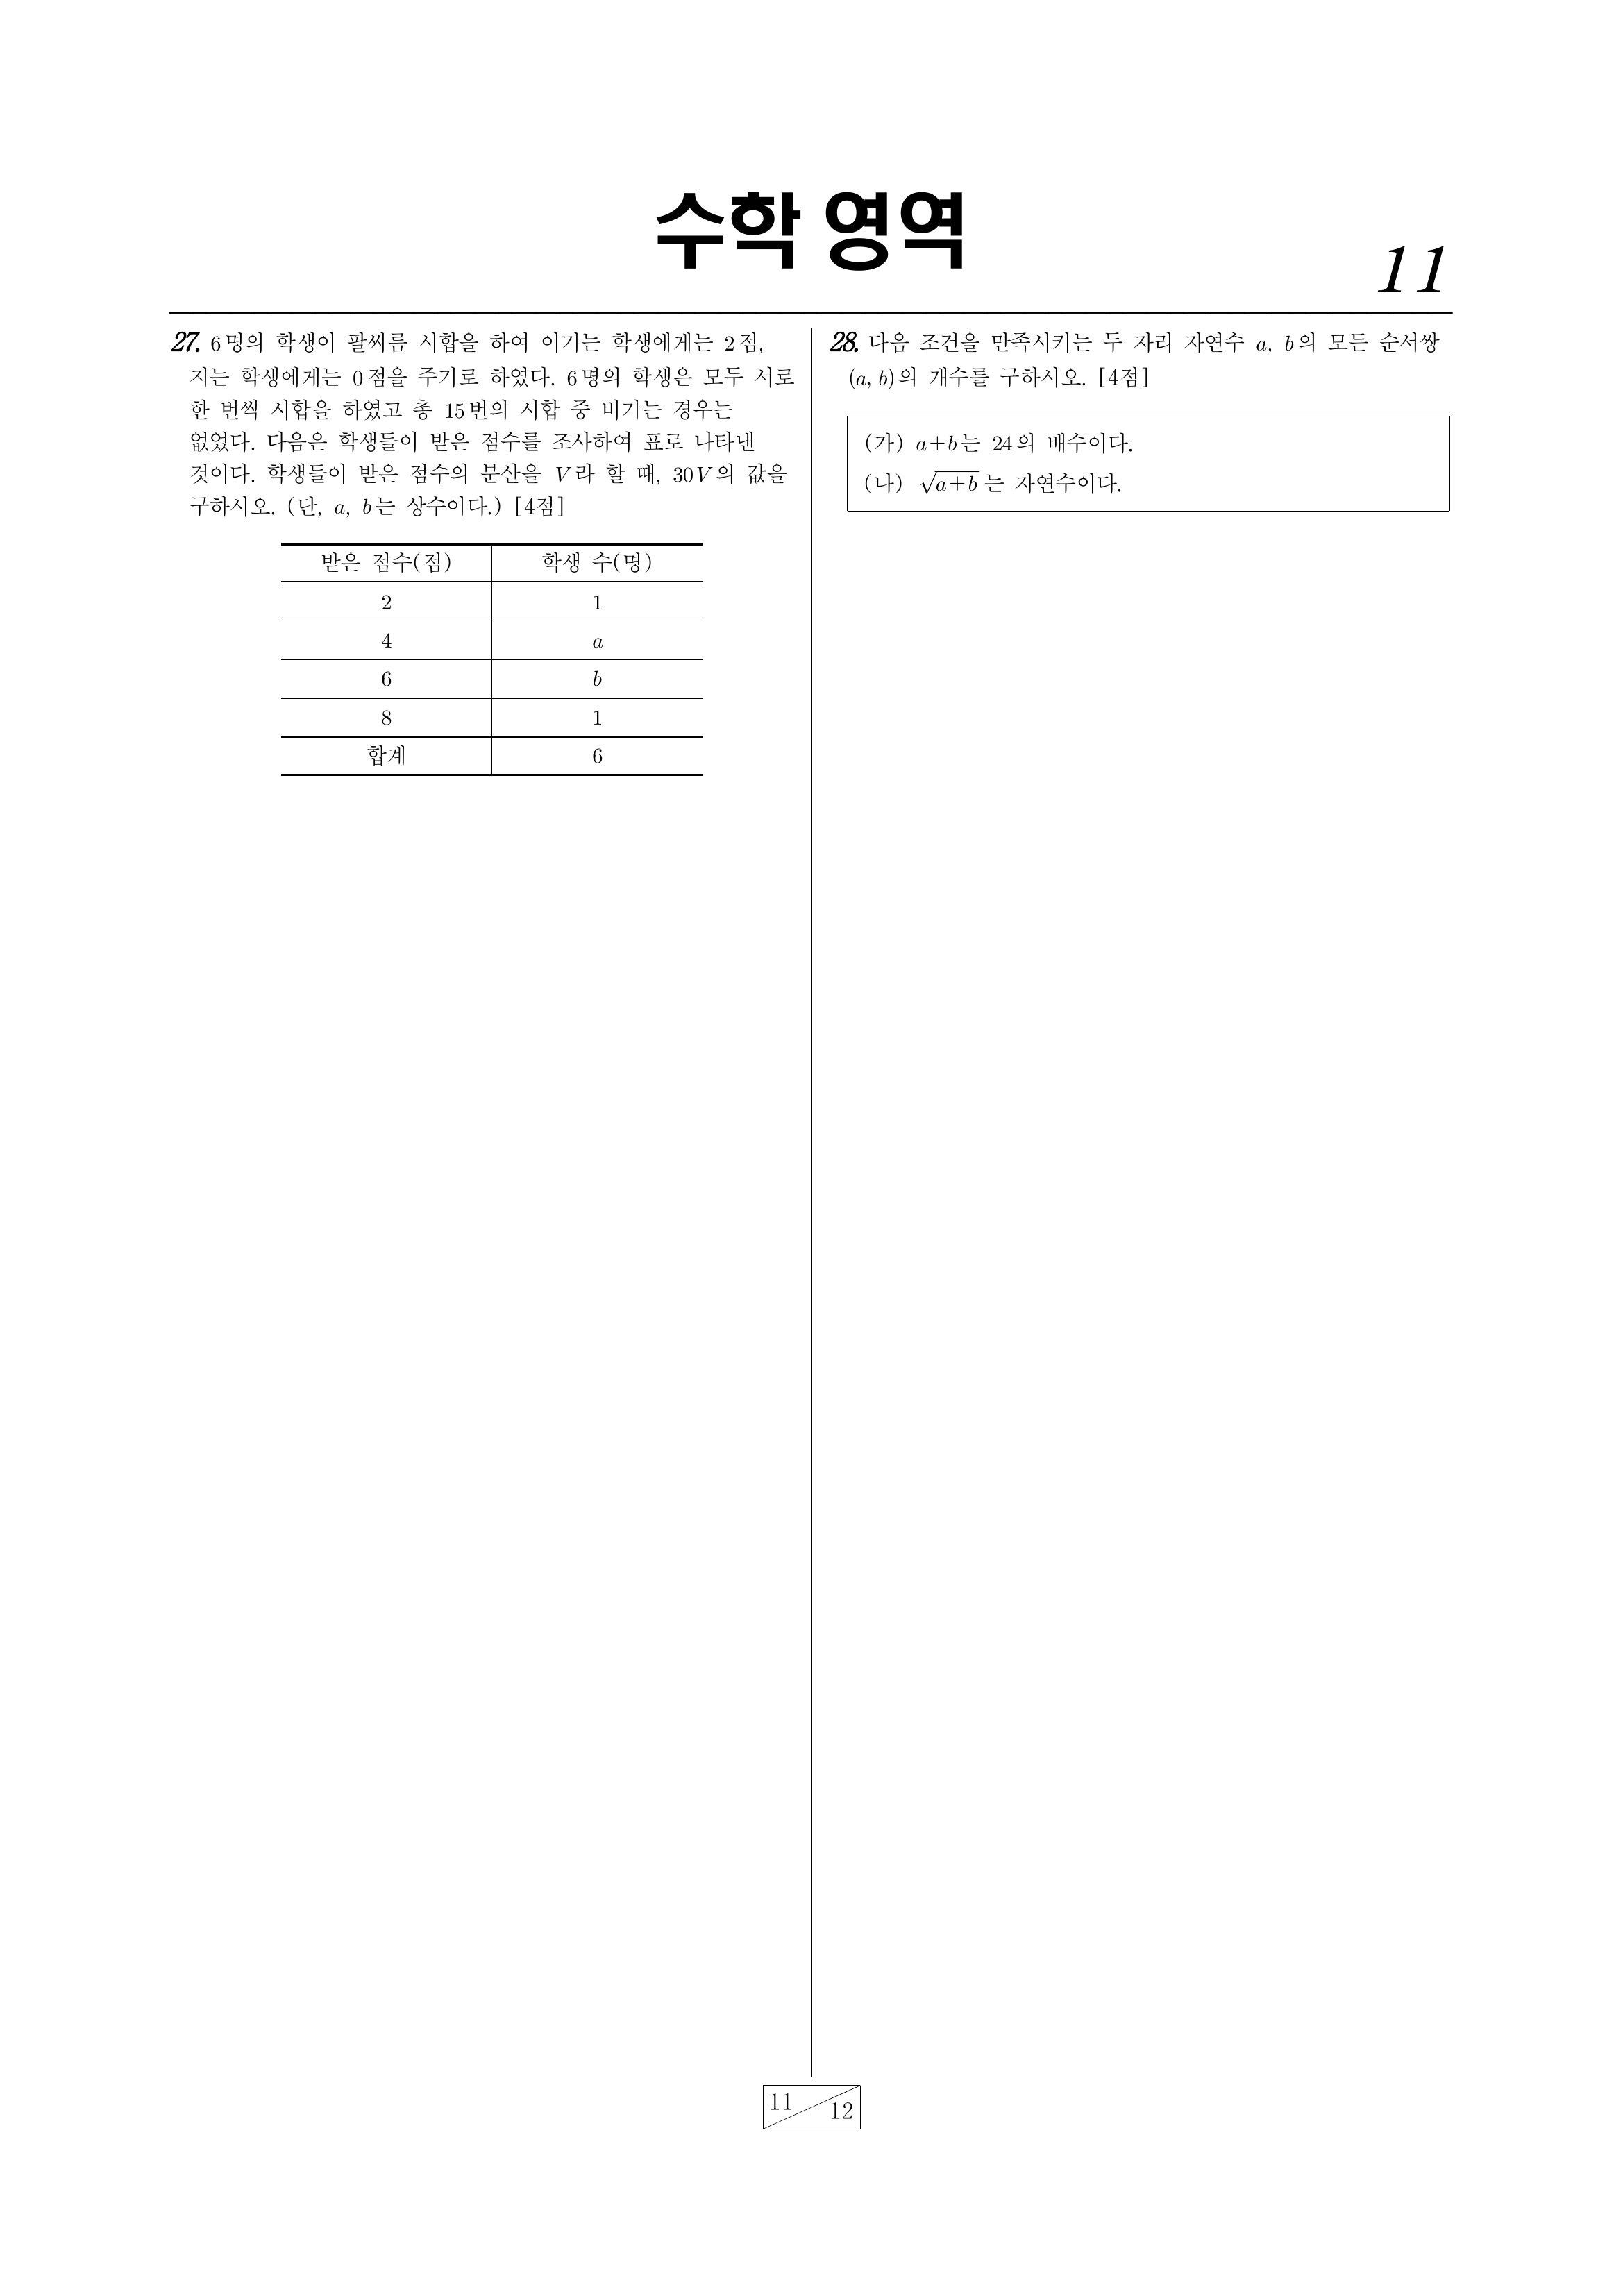 수학 영역
11
27. 6명의 학생이 팔씨름 시합을 하여 이기는 학생에게는 2점,
지는 학생에게는 0점을 주기로 하였다. 6명의 학생은 모두 서로
한 번씩 시합을 하였고 총 15번의 시합 중 비기는 경우는
없었다. 다음은 학생들이 받은 점수를 조사하여 표로 나타낸
것이다. 학생들이 받은 점수의 분산을 V라 할 때, 30V의 값을
구하시오. (단, a, b는 상수이다.) [4점]
받은 점수(점) 학생 수(명)
2 1
4 a
6 b
8 1
합계 6
28. 다음 조건을 만족시키는 두 자리 자연수 a, b의 모든 순서쌍
(a, b)의 개수를 구하시오. [4점]
(가) a+b는 24의 배수이다.
(나) √a+b 는 자연수이다.
11
12